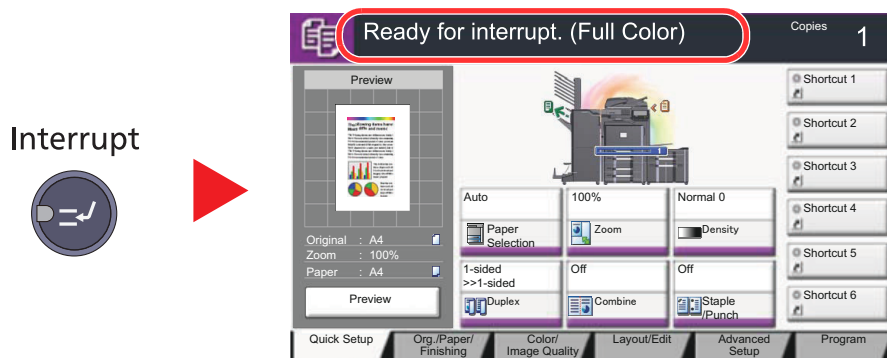 Interrupt
Ready for interrupt. (Full Color)
Copies 1
Preview
Original : A4
Zoom : 100%
Paper : A4
Preview
1
Auto
Paper
Selection
100%
Zoom
Normal 0
Density
1-sided
>>1-sided
Duplex
Off
Combine
Off
Staple
/Punch
Shortcut 1
Shortcut 2
Shortcut 3
Shortcut 4
Shortcut 5
Shortcut 6
Quick Setup
Org./Paper/
Finishing
Color/
Image Quality
Layout/Edit
Advanced
Setup
Program